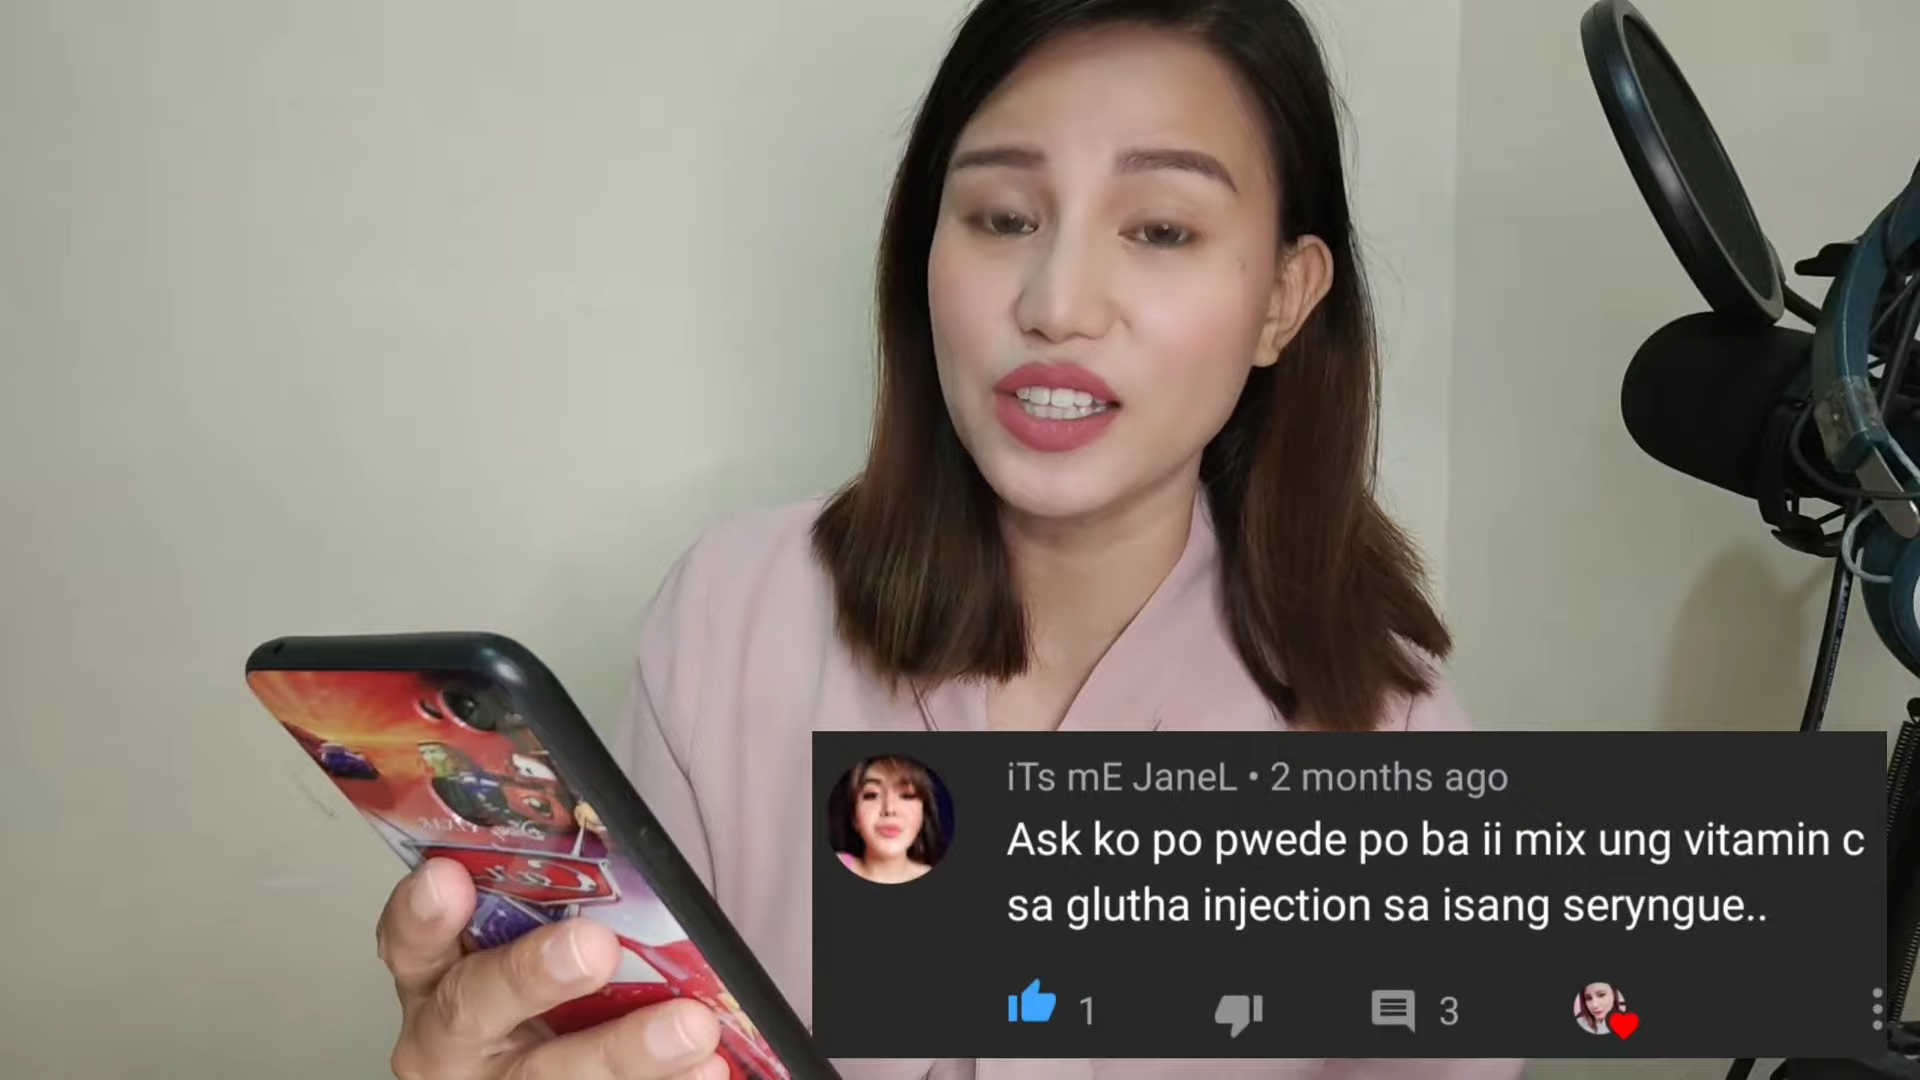 iTs mE JaneL • 2 months ago
Ask ko po pwede po ba ii mix ung vitamin c
sa glutha injection sa isang seryngue..
1
3